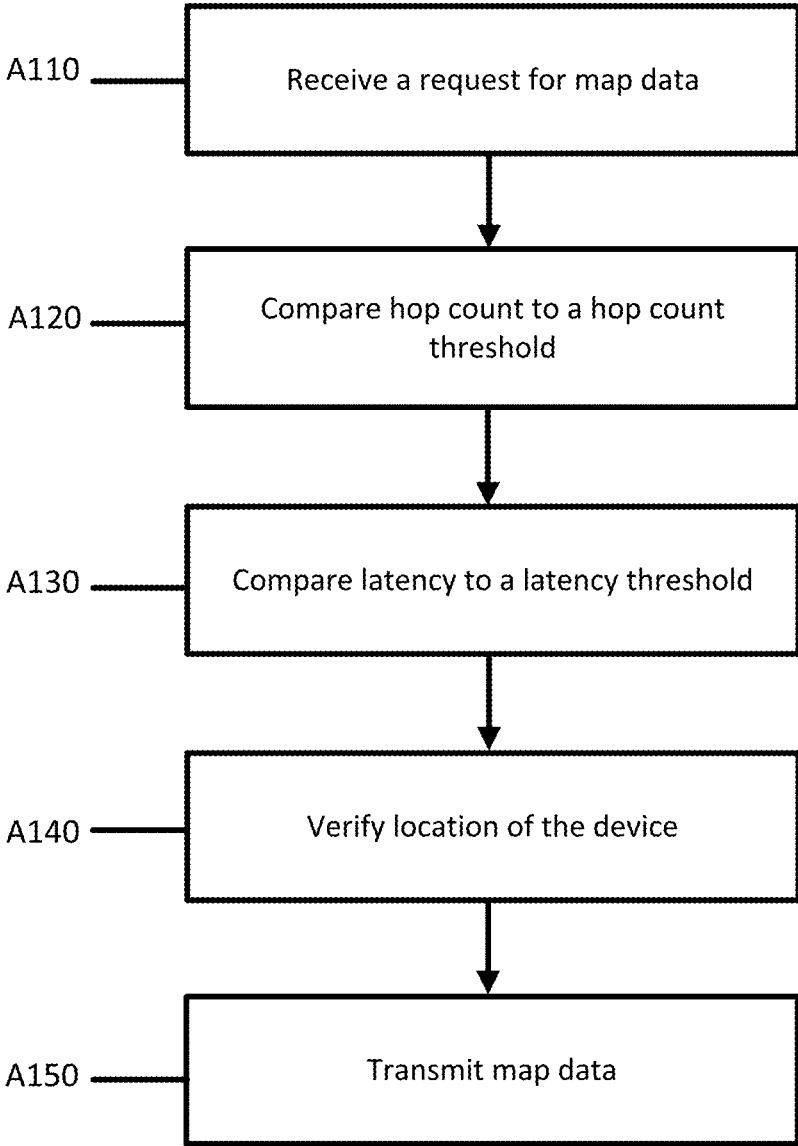 A110
Receive a request for map data
A120
Compare hop count to a hop count
threshold
A130
Compare latency to a latency threshold
A140
Verify location of the device
A150
Transmit map data